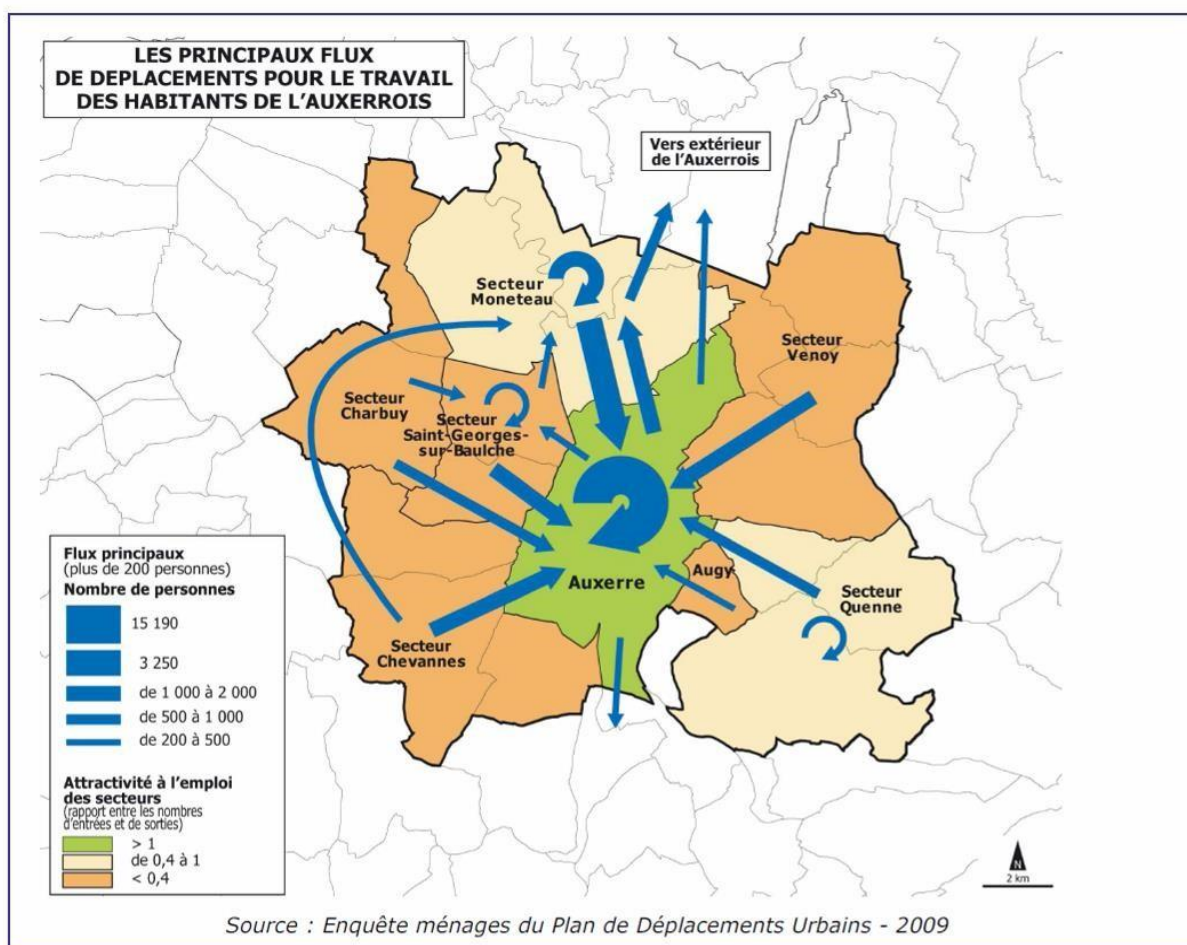 LES PRINCIPAUX FLUX
DE DEPLACEMENTS POUR LE TRAVAIL
DES HABITANTS DE L'AUXERROIS
Vers extérieur
de l'Auxerrois
Secteur
Moneteau
Secteur
Venoy
Secteur
Charbuy
Secteur
Saint-Georges-
sur-Baulche
Augy
Auxerre
Secteur
Quenne
Secteur
Chevannes
Flux principaux
(plus de 200 personnes)
Nombre de personnes
15 190
3 250
de 1 000 à 2 000
de 500 à 1 000
de 200 à 500
Attractivité à l'emploi
des secteurs
(rapport entre les nombres
d'entrées et de sorties)
> 1
de 0,4 à 1
< 0,4
N
2 km
Source : Enquête ménages du Plan de Déplacements Urbains - 2009